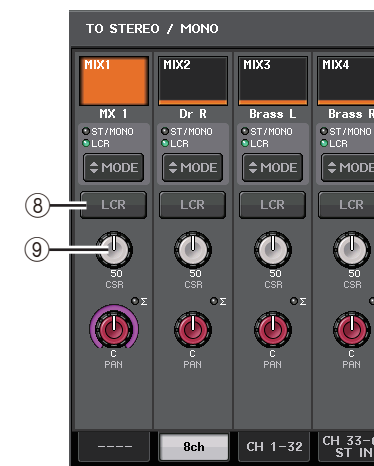 TO STEREO / MONO
MIX1 MIX2 MIX3 MIX4
MX 1 Dr R Brass L Brass R
ST/MONO ST/MONO ST/MONO ST/MONO
LCR LCR LCR LCR
MODE MODE MODE MODE
8 LCR LCR LCR LCR
9
50 50 50 50
CSR CSR CSR CSR
Σ Σ Σ
C C C C
PAN PAN PAN PAN
---- 8ch CH 1-32 CH 33-6
ST IN